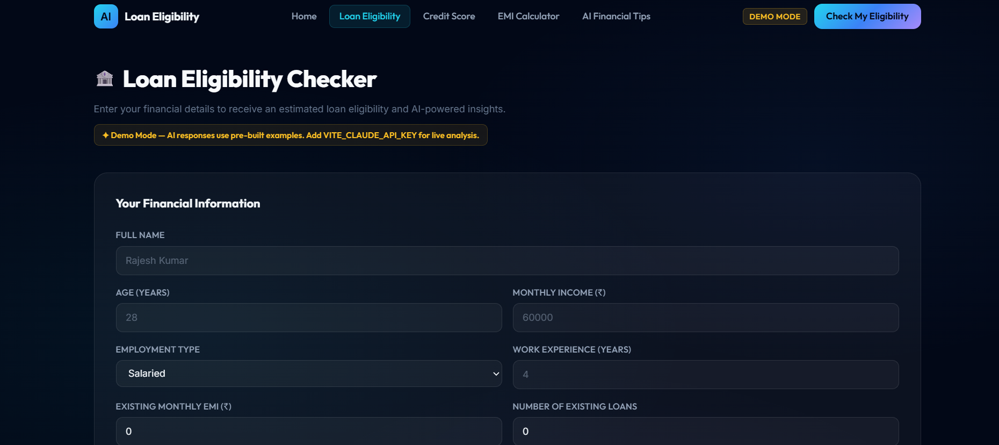 AI Loan Eligibility Home Loan Eligibility Credit Score EMI Calculator AI Financial Tips DEMO MODE Check My Eligibility
Loan Eligibility Checker
Enter your financial details to receive an estimated loan eligibility and AI-powered insights.
✦ Demo Mode — AI responses use pre-built examples. Add VITE_CLAUDE_API_KEY for live analysis.
Your Financial Information
FULL NAME
Rajesh Kumar
AGE (YEARS) MONTHLY INCOME (₹)
28 60000
EMPLOYMENT TYPE WORK EXPERIENCE (YEARS)
Salaried 4
EXISTING MONTHLY EMI (₹) NUMBER OF EXISTING LOANS
0 0